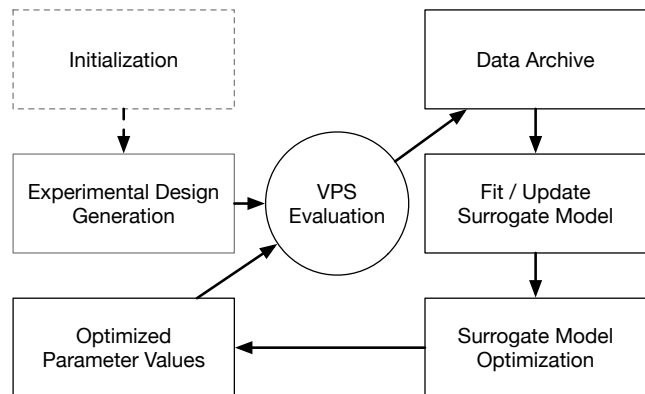 Initialization
Data Archive
Experimental Design
Generation
VPS
Evaluation
Fit / Update
Surrogate Model
Optimized
Parameter Values
Surrogate Model
Optimization